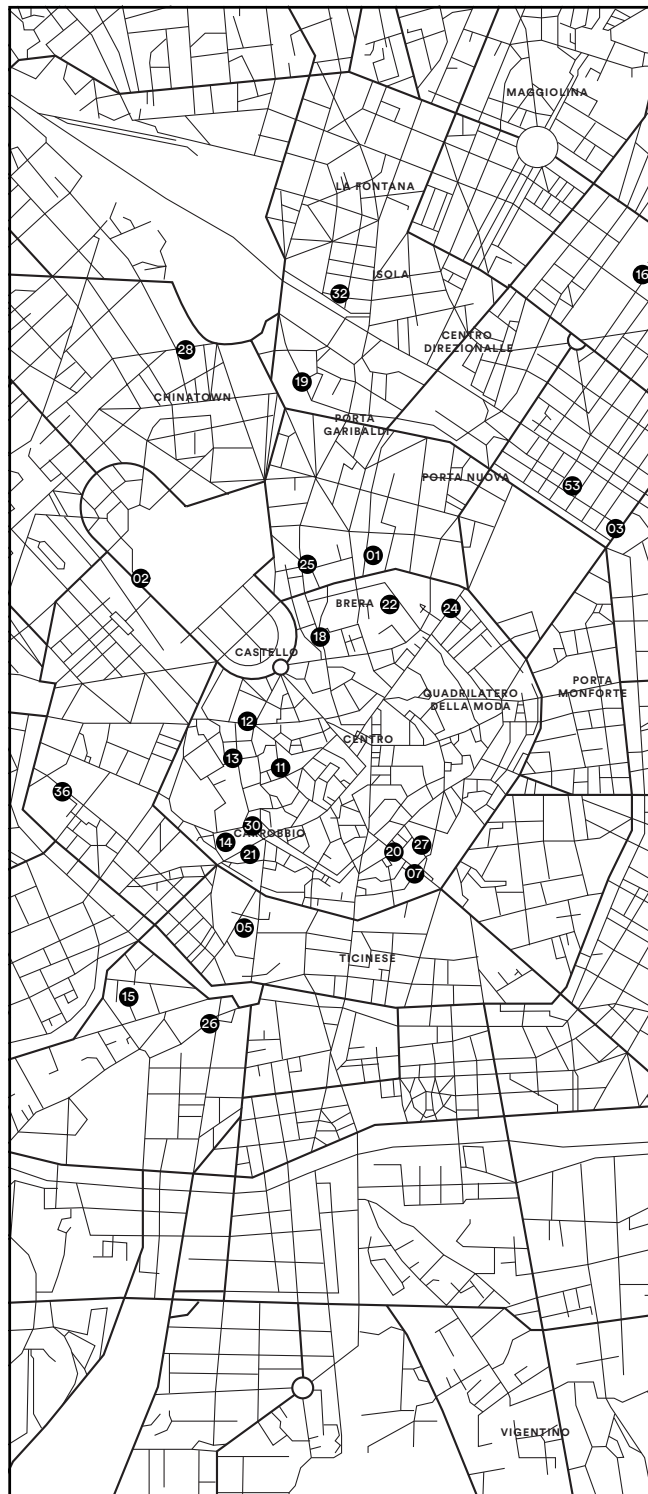 MAGGIOLINA
LA FONTANA
ISOLA
16
32
CENTRO
DIREZIONALLE
28
19
CHINATOWN
PORTA
GARIBALDI
PORTA NUOVA
53
03
01
25
02
BRERA
22
24
18
CASTELLO
PORTA
MONFORTE
QUADRILATERO
DELLA MODA
12
CENTRO
13
11
36
30
CARROBBIO
14
21
20
27
07
05
TICINESE
15
26
VIGENTINO